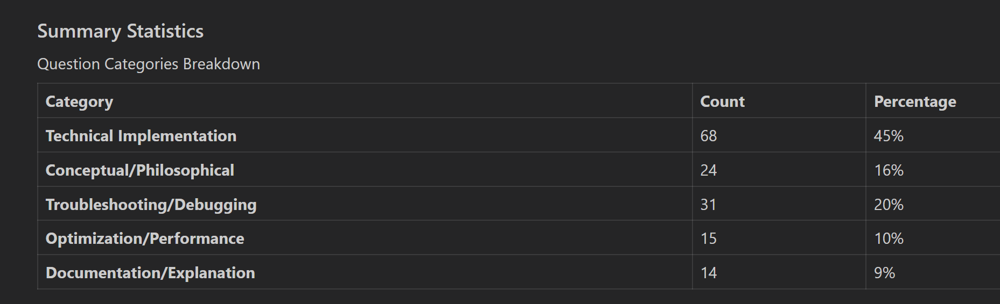 Summary Statistics
Question Categories Breakdown
Category Count Percentage
Technical Implementation 68 45%
Conceptual/Philosophical 24 16%
Troubleshooting/Debugging 31 20%
Optimization/Performance 15 10%
Documentation/Explanation 14 9%